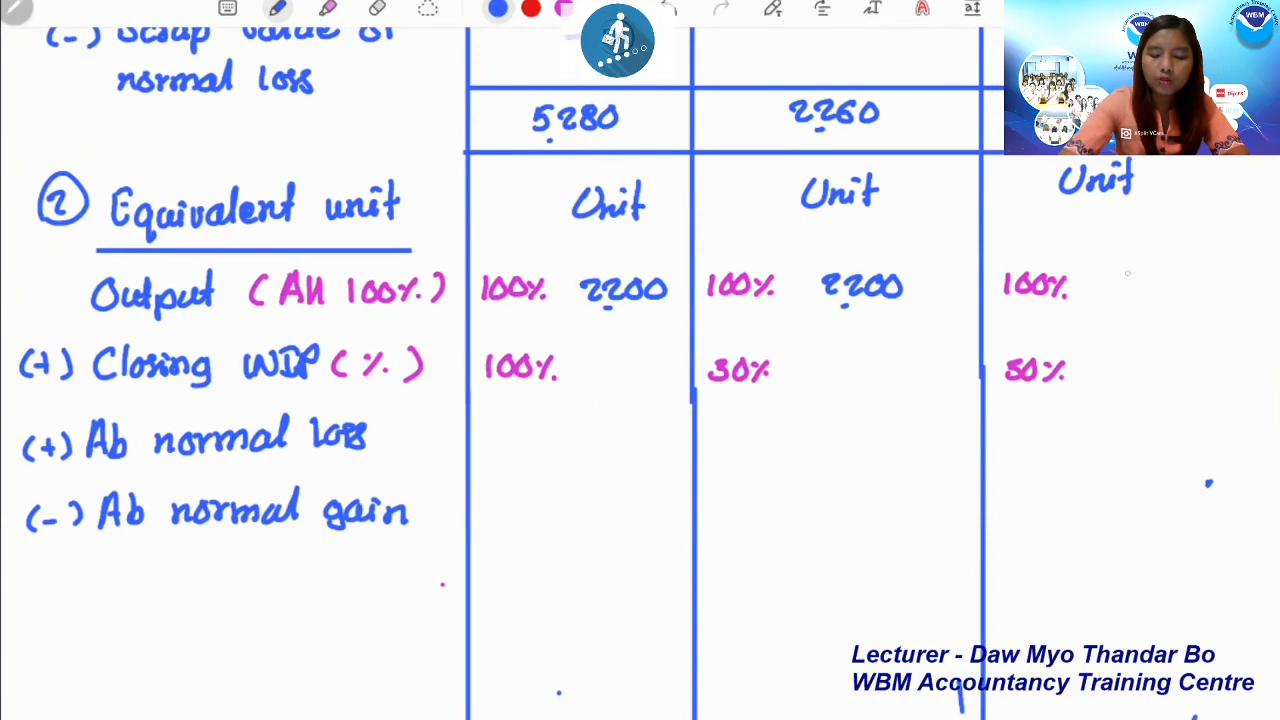 (-) Scrap value of
normal loss
5280 2260
2 Equivalent unit Unit Unit Unit
Output (All 100%) 100% 2200 100% 2200 100%
(+) Closing WIP (%) 100% 30% 50%
(+) Ab normal loss
(-) Ab normal gain
Lecturer - Daw Myo Thandar Bo
WBM Accountancy Training Centre
WBM